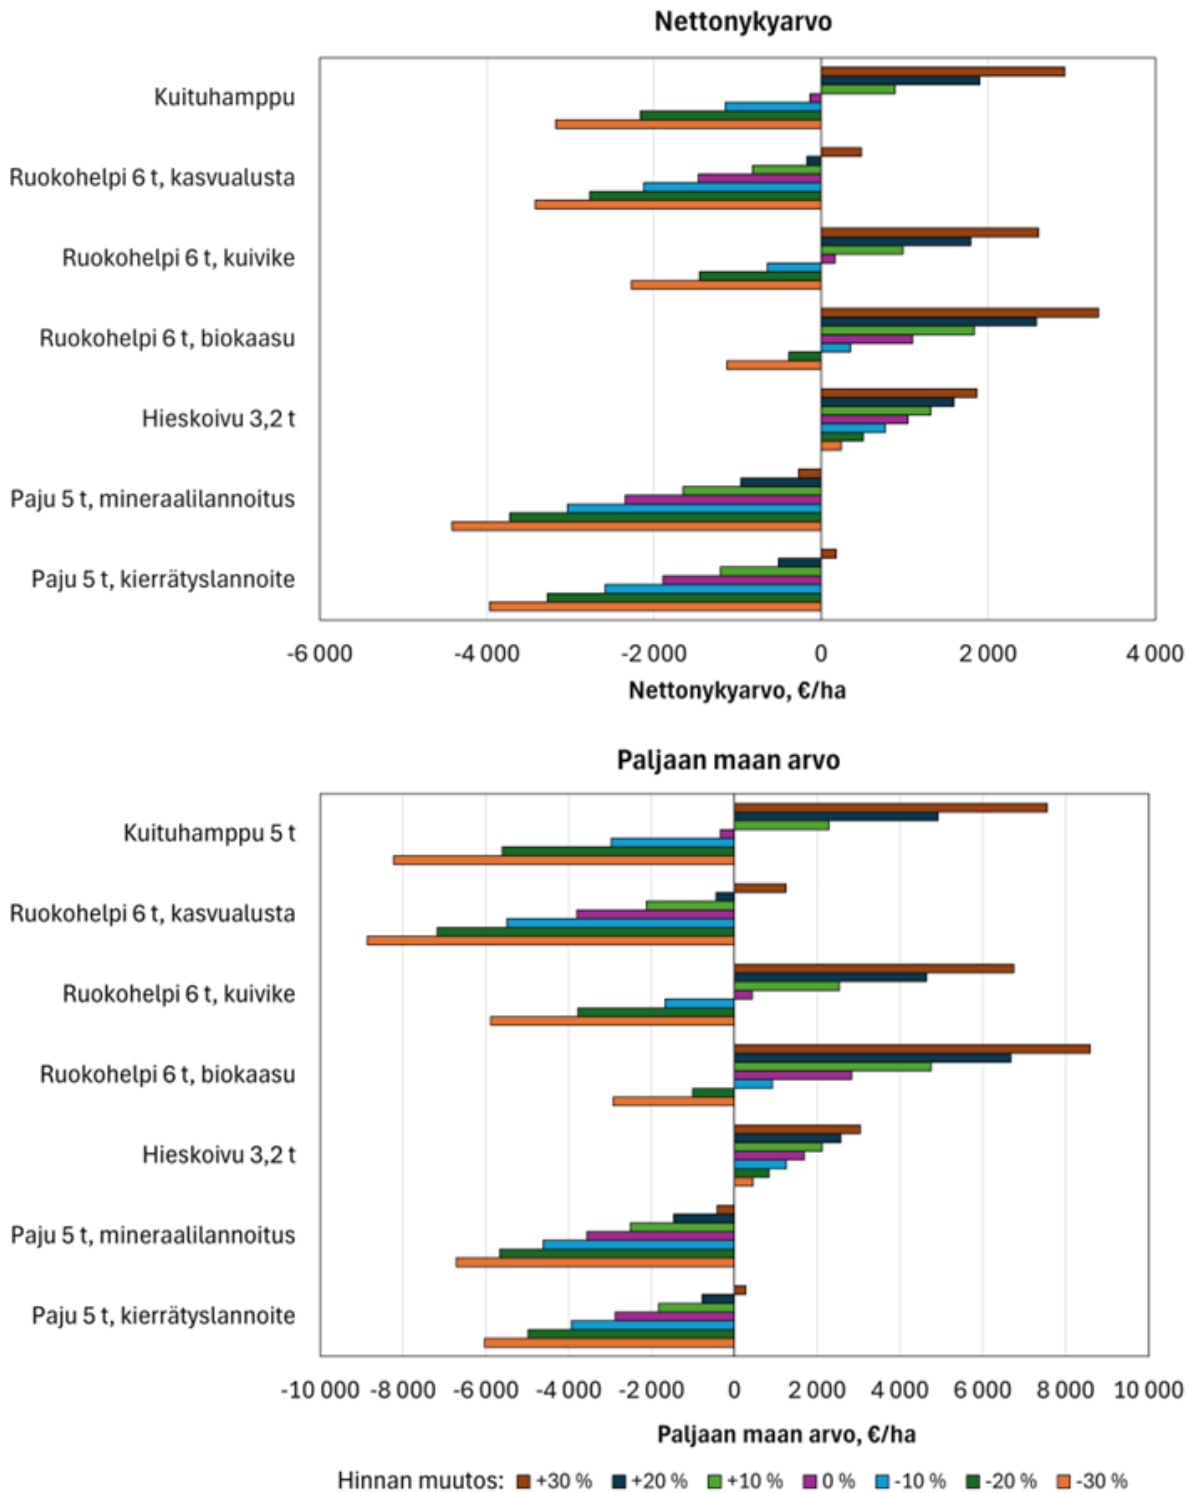 Nettonykyarvo
Kuituhamppu
Ruokohelpi 6 t, kasvualusta
Ruokohelpi 6 t, kuivike
Ruokohelpi 6 t, biokaasu
Hieskoivu 3,2 t
Paju 5 t, mineraalilannoitus
Paju 5 t, kierrätyslannoite
-6 000 -4 000 -2 000 0 2 000 4 000
Nettonykyarvo, €/ha
Paljaan maan arvo
Kuituhamppu 5 t
Ruokohelpi 6 t, kasvualusta
Ruokohelpi 6 t, kuivike
Ruokohelpi 6 t, biokaasu
Hieskoivu 3,2 t
Paju 5 t, mineraalilannoitus
Paju 5 t, kierrätyslannoite
-10 000 -8 000 -6 000 -4 000 -2 000 0 2 000 4 000 6 000 8 000 10 000
Paljaan maan arvo, €/ha
Hinnan muutos: +30 % +20 % +10 % 0 % -10 % -20 % -30 %